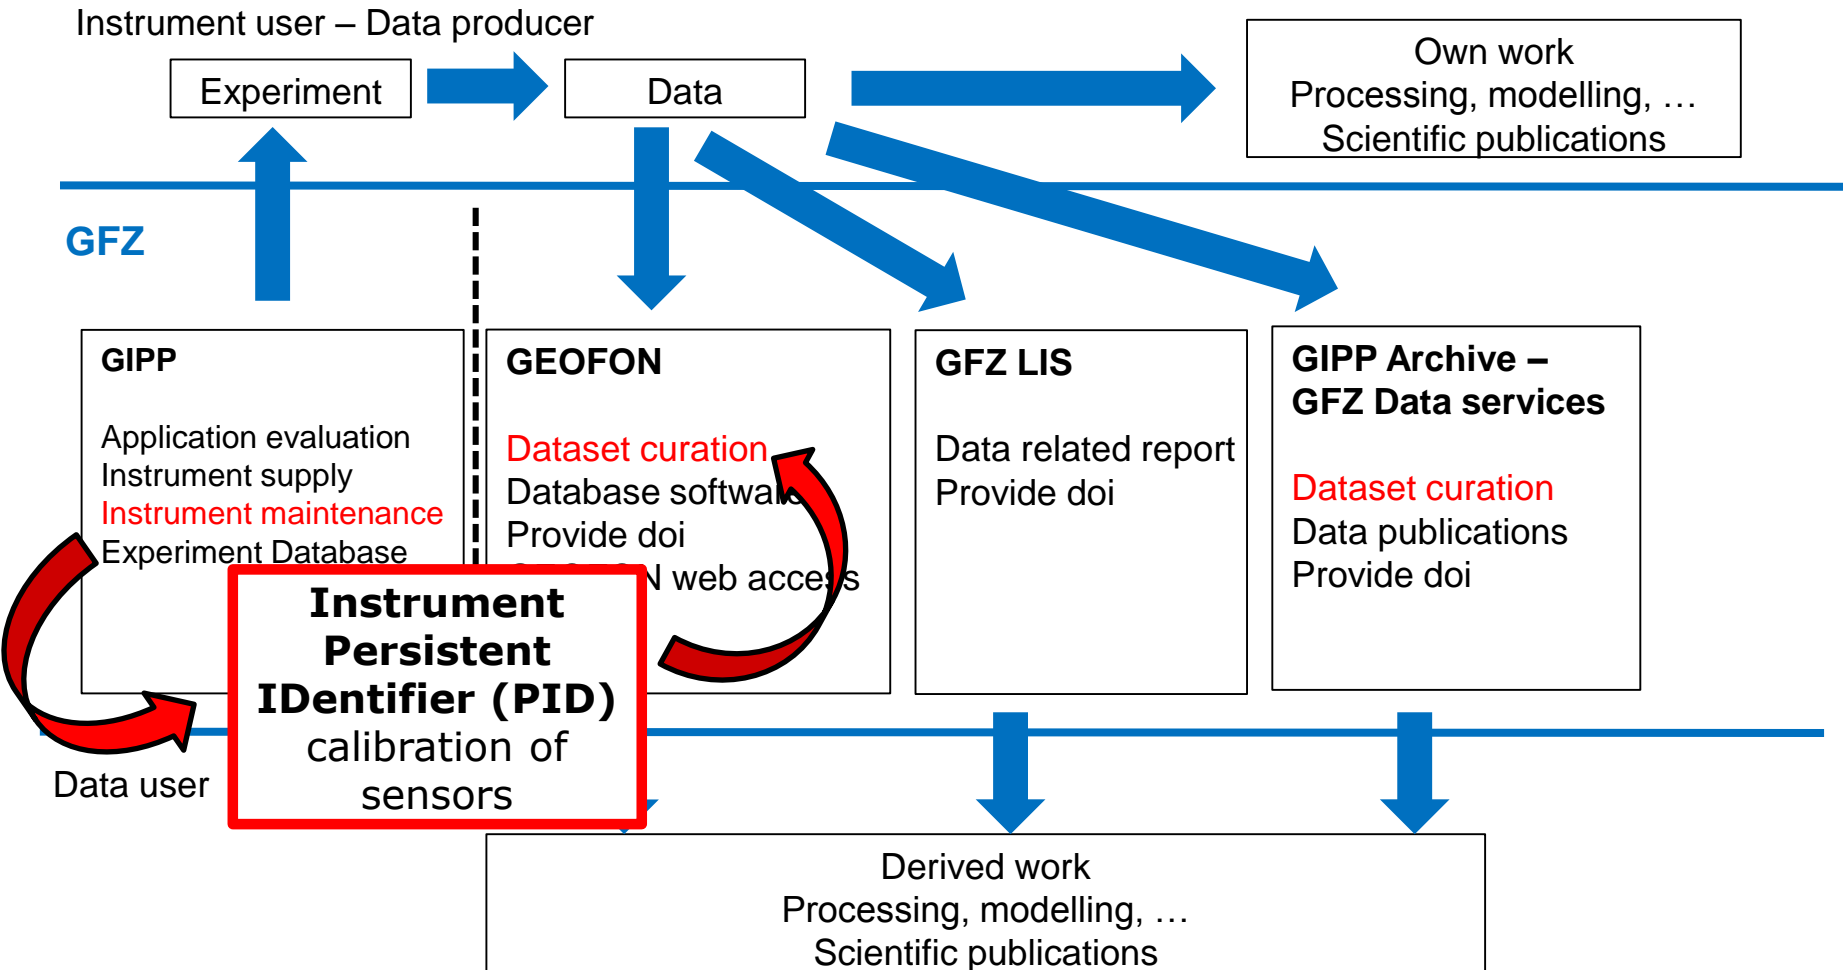 Instrument user – Data producer
Experiment
Data
Own work
Processing, modelling, …
Scientific publications
GFZ
GIPP
Application evaluation
Instrument supply
Instrument maintenance
Experiment Database
GEOFON
Dataset curation
Database software
Provide doi
web access
GFZ LIS
Data related report
Provide doi
GIPP Archive –
GFZ Data services
Dataset curation
Data publications
Provide doi
Instrument
Persistent
IDentifier (PID)
calibration of
sensors
Data user
Derived work
Processing, modelling, …
Scientific publications